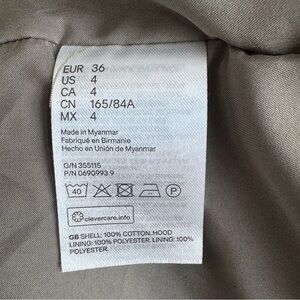 EUR 36
US 4
CA 4
CN 165/84A
MX 4
Made in Myanmar
Fabriqué en Birmanie
Hecho en Unión de Myanmar
O/N 355115
P/N 0690993 9
40 P
clevercare.info
GB SHELL: 100% COTTON. HOOD
LINING: 100% POLYESTER. LINING: 100%
POLYESTER.